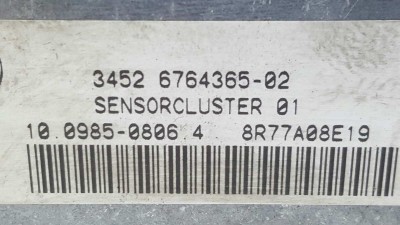 3452 6764365-02
SENSORCLUSTER 01
10.0985-0806.4 8R77A08E19